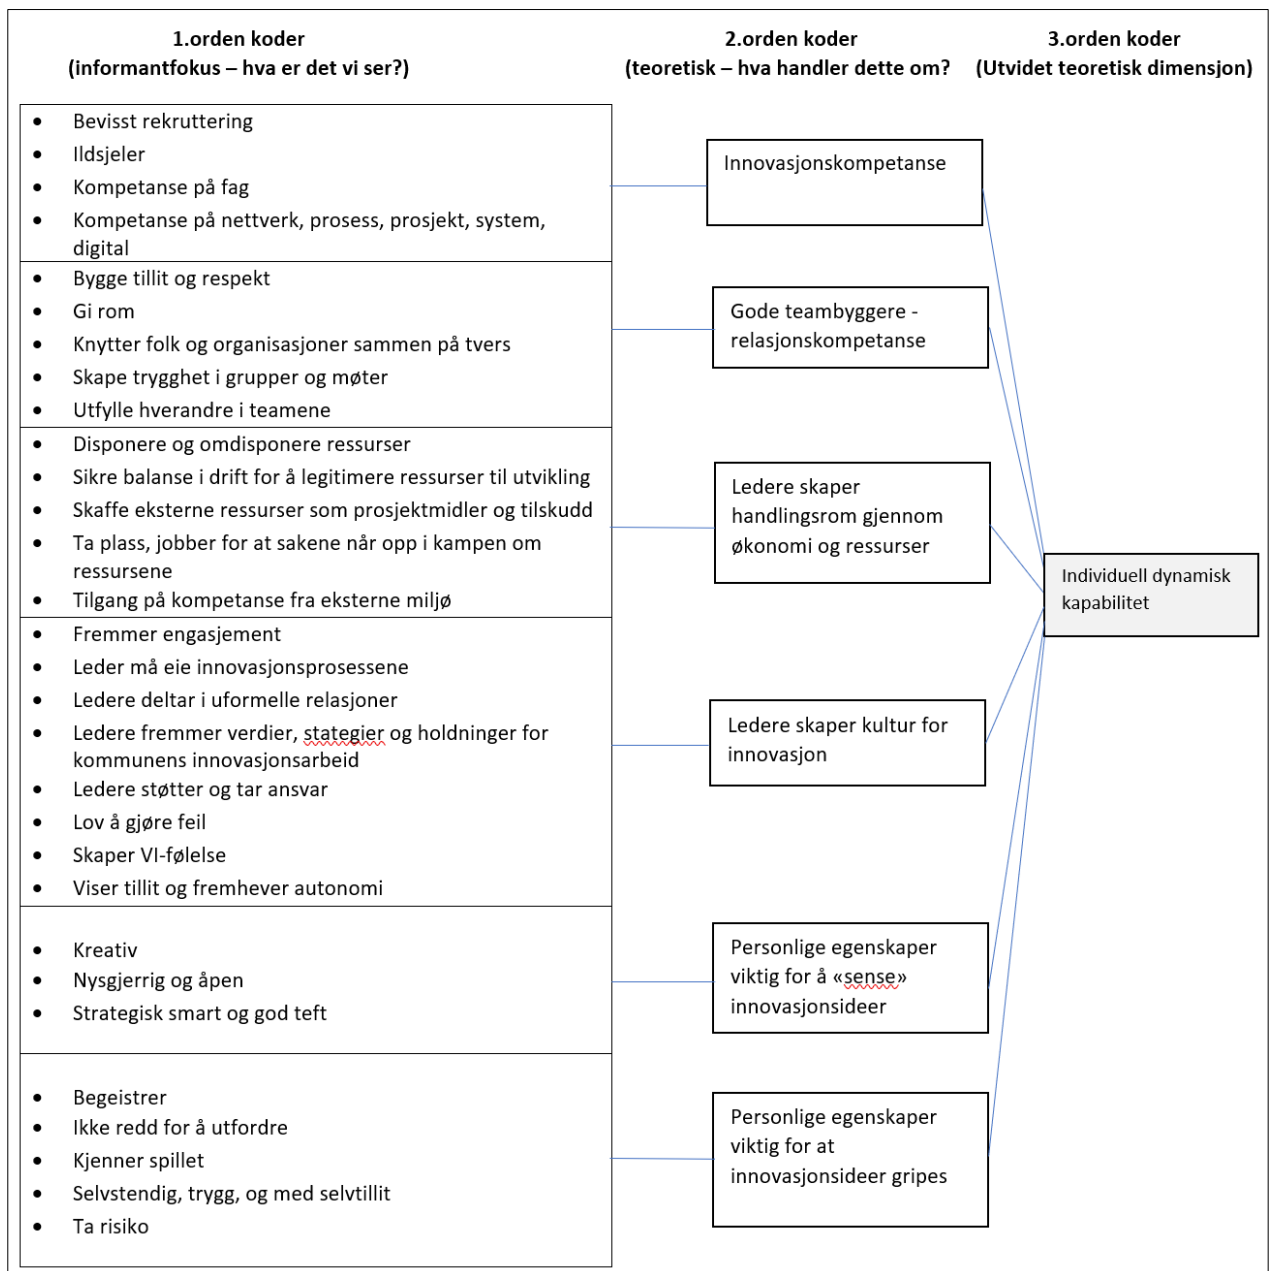 1.orden koder
(informantfokus – hva er det vi ser?)
2.orden koder
(teoretisk – hva handler dette om?
3.orden koder
(Utvidet teoretisk dimensjon)
• Bevisst rekruttering
• Ildsjeler
• Kompetanse på fag
• Kompetanse på nettverk, prosess, prosjekt, system,
digital
Innovasjonskompetanse
• Bygge tillit og respekt
• Gi rom
• Knytter folk og organisasjoner sammen på tvers
• Skape trygghet i grupper og møter
• Utfylle hverandre i teamene
Gode teambyggere -
relasjonskompetanse
• Disponere og omdisponere ressurser
• Sikre balanse i drift for å legitimere ressurser til utvikling
• Skaffe eksterne ressurser som prosjektmidler og tilskudd
• Ta plass, jobber for at sakene når opp i kampen om
ressursene
• Tilgang på kompetanse fra eksterne miljø
Ledere skaper
handlingsrom gjennom
økonomi og ressurser
• Fremmer engasjement
• Leder må eie innovasjonsprosessene
• Ledere deltar i uformelle relasjoner
• Ledere fremmer verdier, stategier og holdninger for
kommunens innovasjonsarbeid
• Ledere støtter og tar ansvar
• Lov å gjøre feil
• Skaper VI-følelse
• Viser tillit og fremhever autonomi
Ledere skaper kultur for
innovasjon
• Kreativ
• Nysgjerrig og åpen
• Strategisk smart og god teft
Personlige egenskaper
viktig for å «sense»
innovasjonsideer
• Begeistrer
• Ikke redd for å utfordre
• Kjenner spillet
• Selvstendig, trygg, og med selvtillit
• Ta risiko
Personlige egenskaper
viktig for at
innovasjonsideer gripes
Individuell dynamisk
kapabilitet